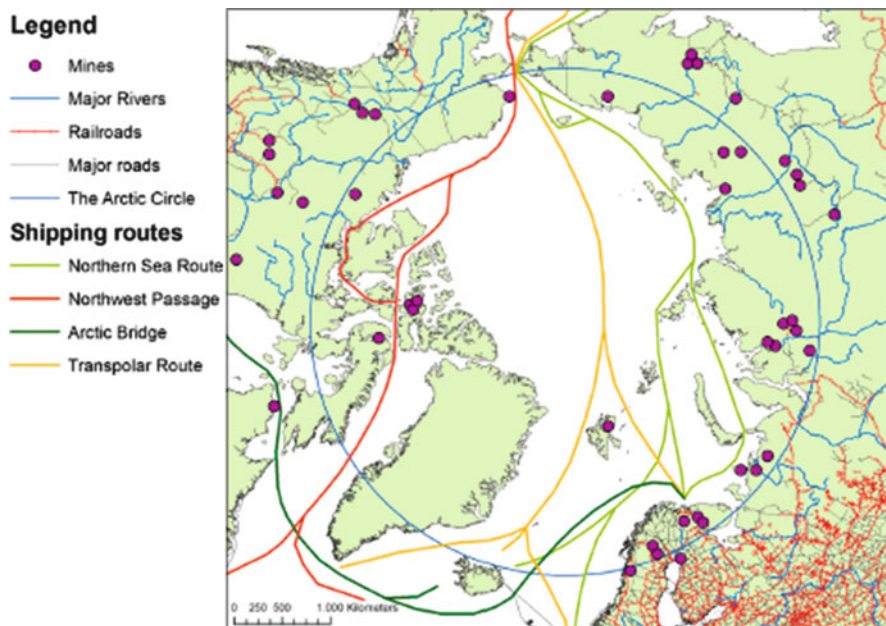 Legend
Mines
Major Rivers
Railroads
Major roads
The Arctic Circle
Shipping routes
Northern Sea Route
Northwest Passage
Arctic Bridge
Transpolar Route
0 250 500 1.000 Kilometers